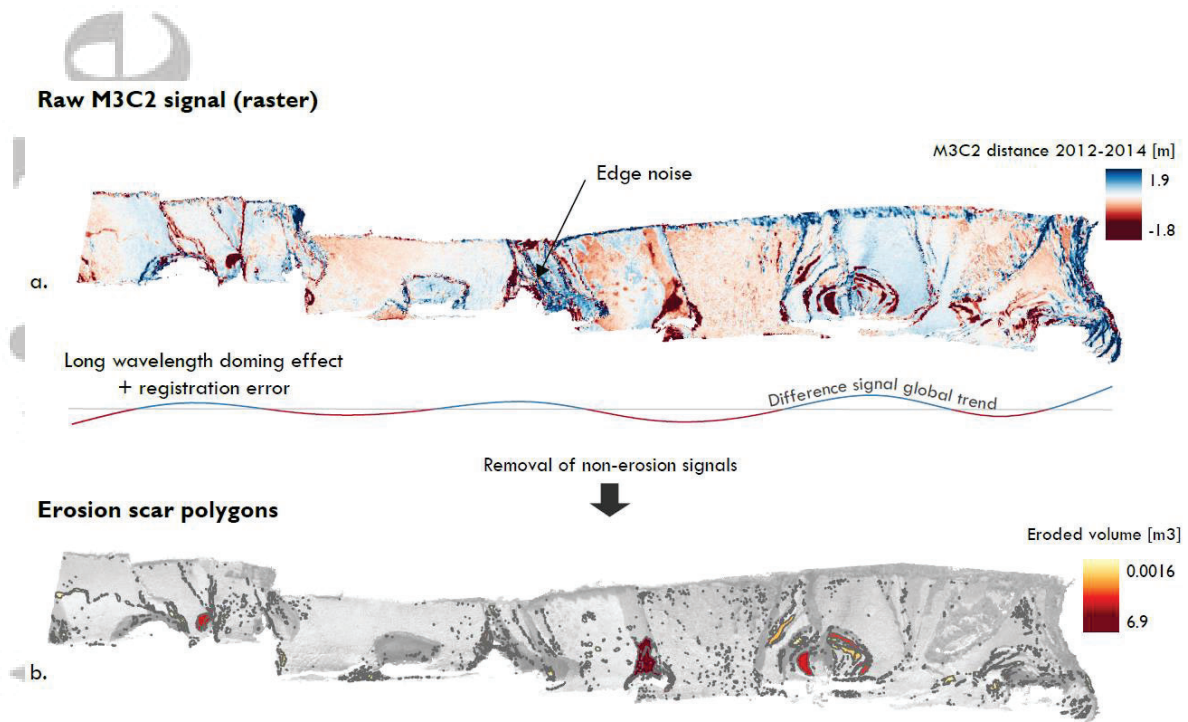 Raw M3C2 signal (raster)
M3C2 distance 2012-2014 [m]
1.9
-1.8
Edge noise
a.
Long wavelength doming effect
+ registration error
Difference signal global trend
Removal of non-erosion signals
Erosion scar polygons
Eroded volume [m3]
0.0016
6.9
b.